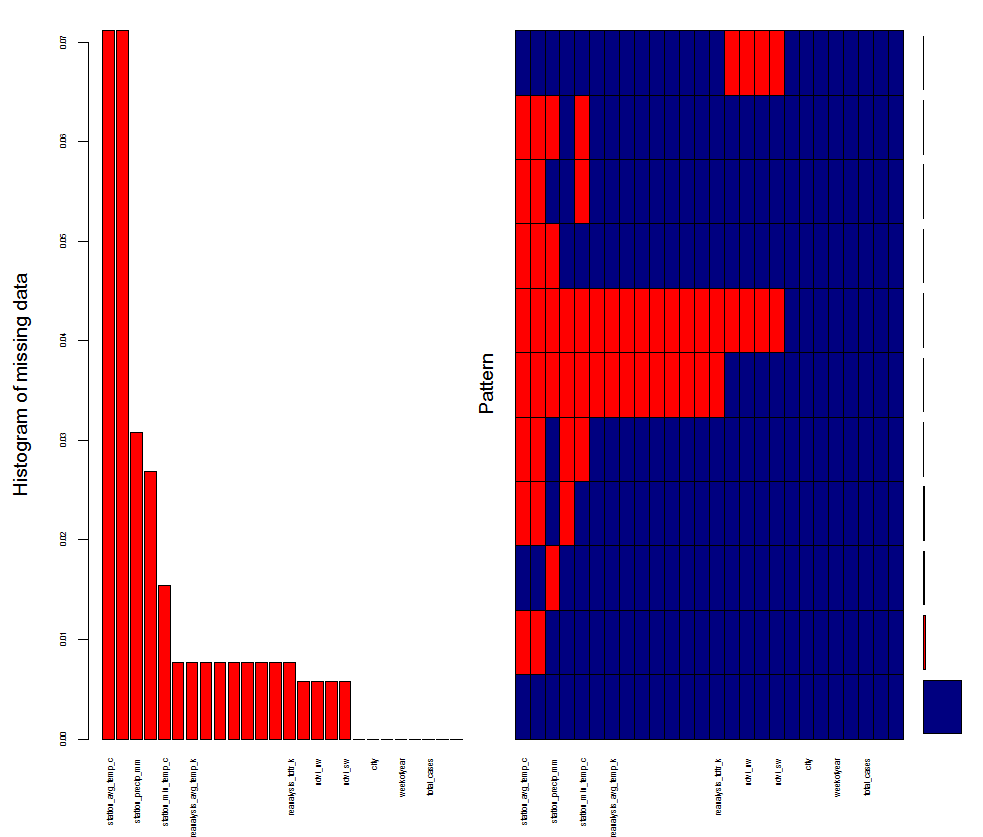 Histogram of missing data
0.00
0.01
0.02
0.03
0.04
0.05
0.06
0.07
station_avg_temp_c
station_precip_mm
station_min_temp_c
reanalysis_avg_temp_k
reanalysis_tdtr_k
ndvi_nw
ndvi_sw
city
weekofyear
total_cases
Pattern
station_avg_temp_c
station_precip_mm
station_min_temp_c
reanalysis_avg_temp_k
reanalysis_tdtr_k
ndvi_nw
ndvi_sw
city
weekofyear
total_cases